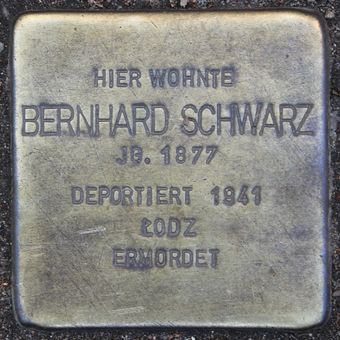 HIER WOHNTE
BERNHARD SCHWARZ
JG. 1877
DEPORTIERT 1941
ŁODZ
ERMORDET